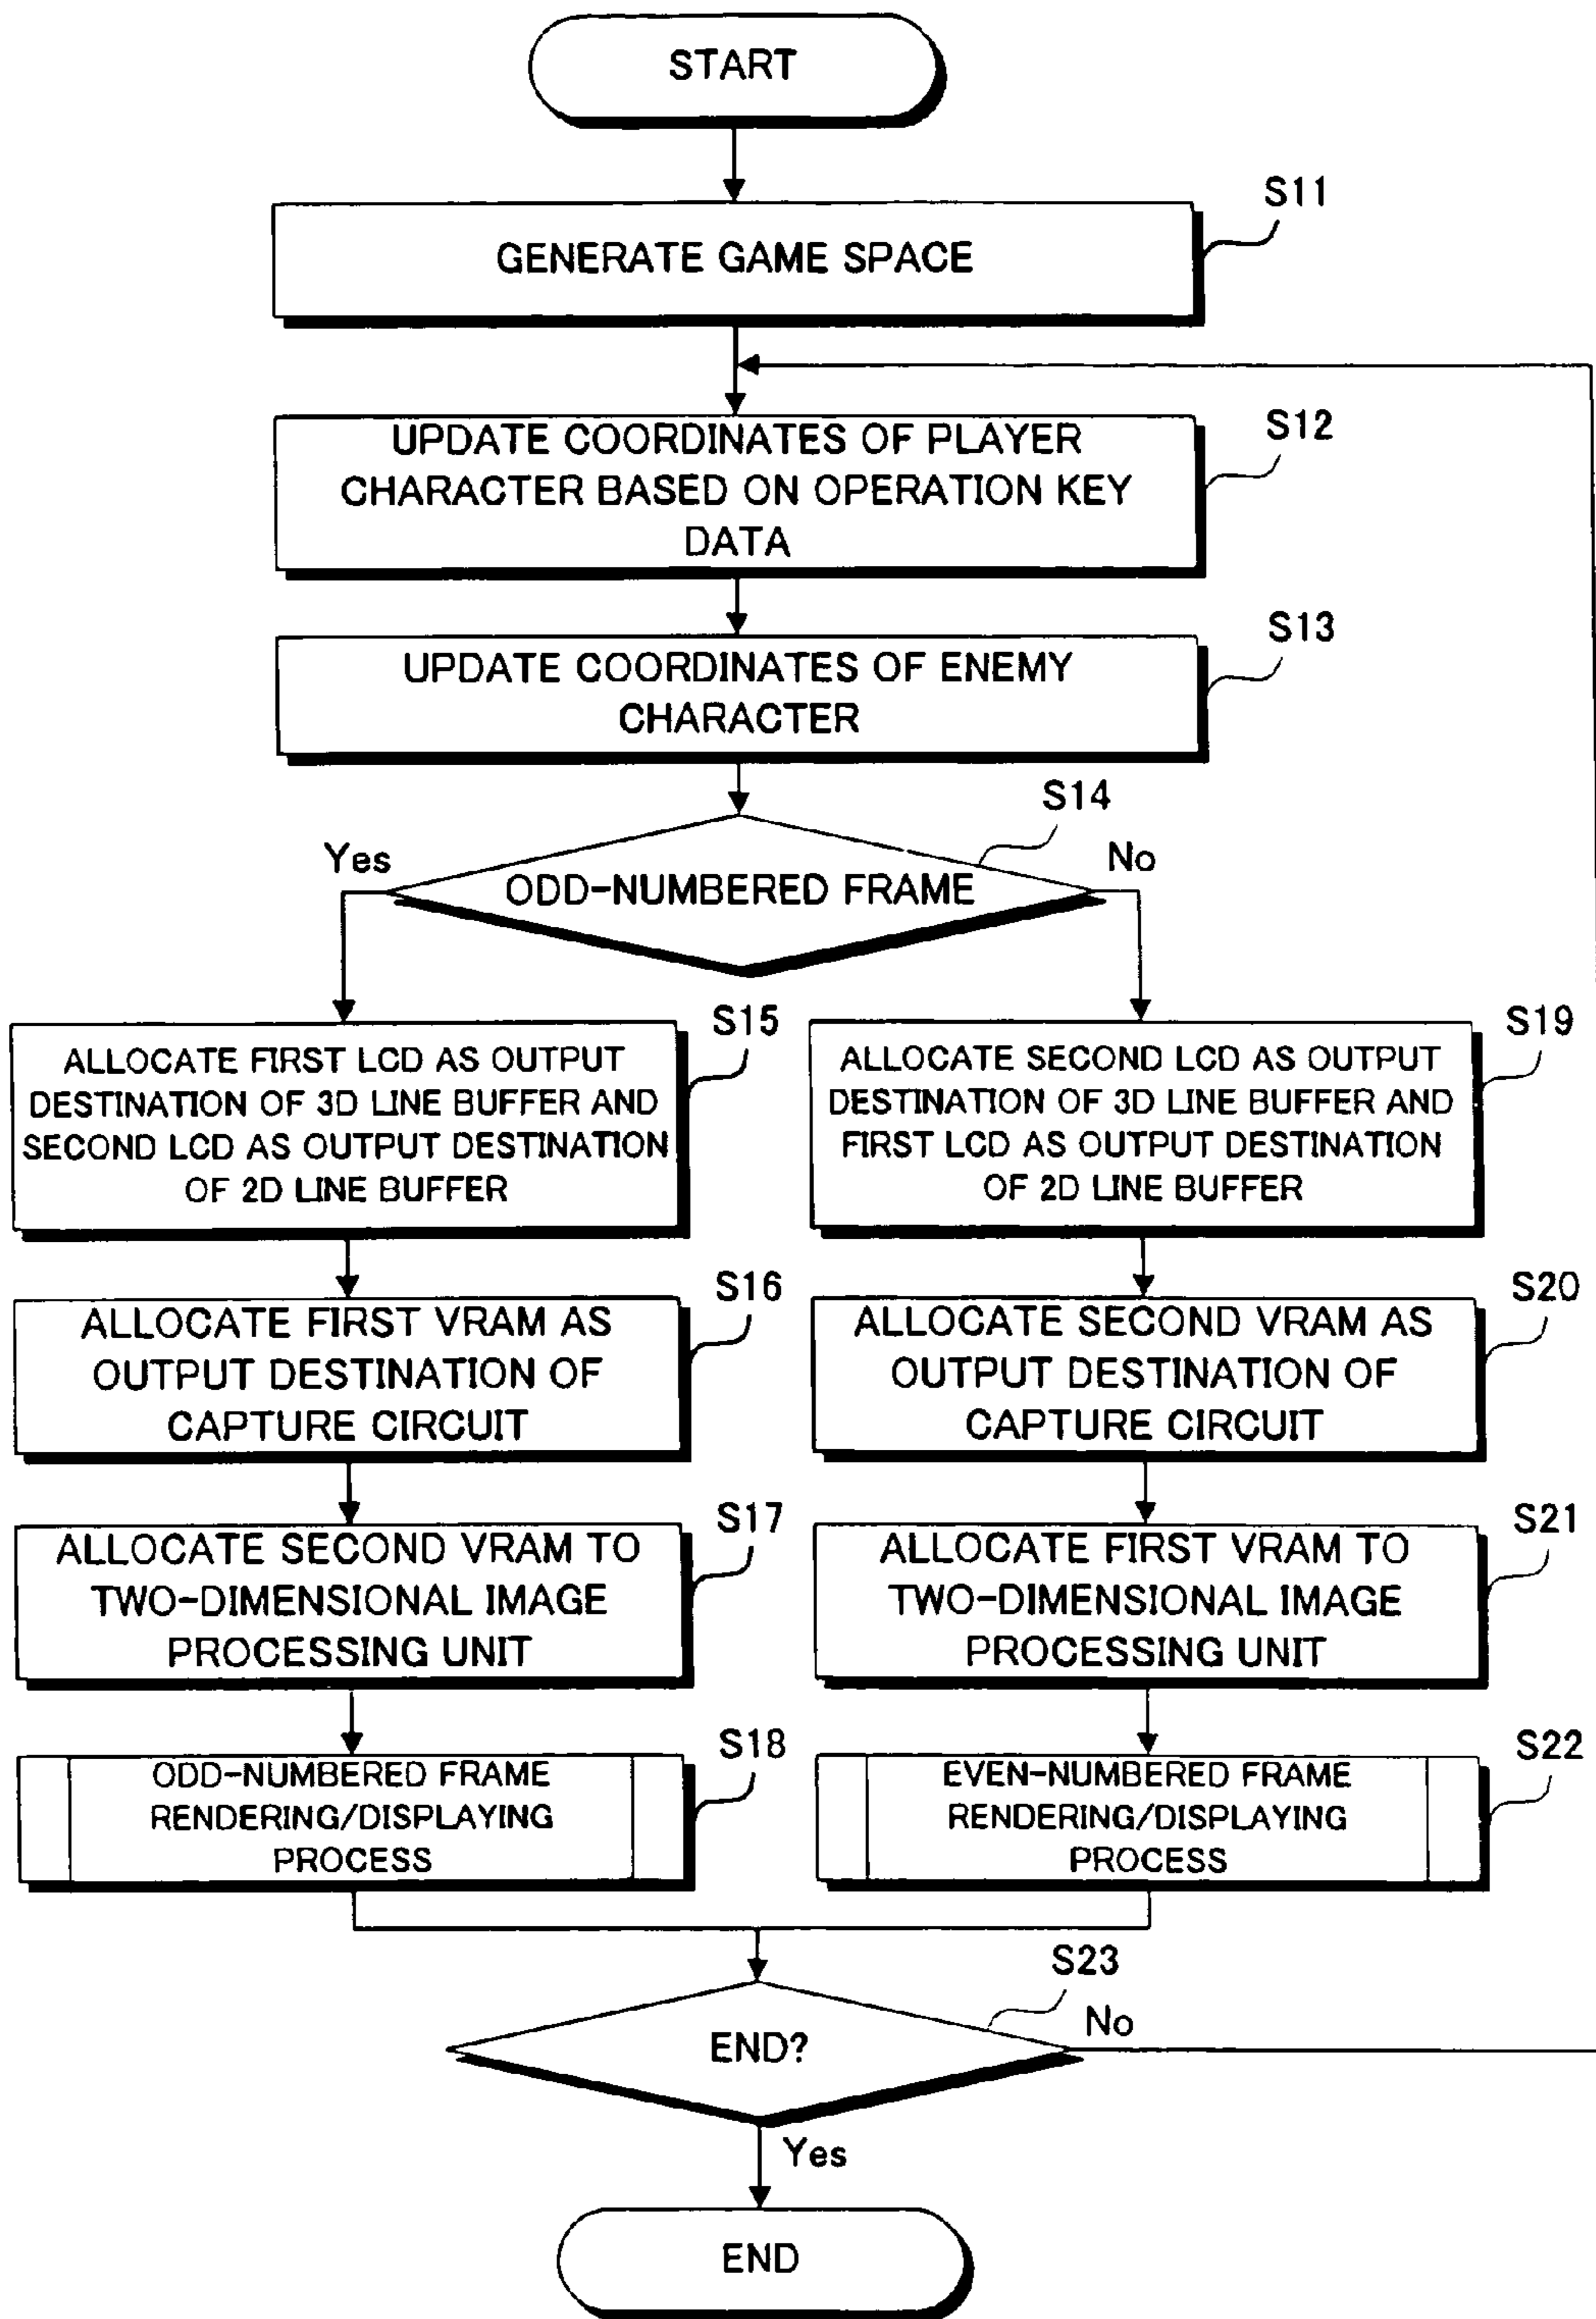 START
S11
GENERATE GAME SPACE
S12
UPDATE COORDINATES OF PLAYER
CHARACTER BASED ON OPERATION KEY
DATA
S13
UPDATE COORDINATES OF ENEMY
CHARACTER
S14
Yes
No
ODD-NUMBERED FRAME
S15
ALLOCATE FIRST LCD AS OUTPUT
DESTINATION OF 3D LINE BUFFER AND
SECOND LCD AS OUTPUT DESTINATION
OF 2D LINE BUFFER
S16
ALLOCATE FIRST VRAM AS
OUTPUT DESTINATION OF
CAPTURE CIRCUIT
S17
ALLOCATE SECOND VRAM TO
TWO-DIMENSIONAL IMAGE
PROCESSING UNIT
S18
ODD-NUMBERED FRAME
RENDERING/DISPLAYING
PROCESS
S19
ALLOCATE SECOND LCD AS OUTPUT
DESTINATION OF 3D LINE BUFFER AND
FIRST LCD AS OUTPUT DESTINATION
OF 2D LINE BUFFER
S20
ALLOCATE SECOND VRAM AS
OUTPUT DESTINATION OF
CAPTURE CIRCUIT
S21
ALLOCATE FIRST VRAM TO
TWO-DIMENSIONAL IMAGE
PROCESSING UNIT
S22
EVEN-NUMBERED FRAME
RENDERING/DISPLAYING
PROCESS
S23
END?
No
Yes
END